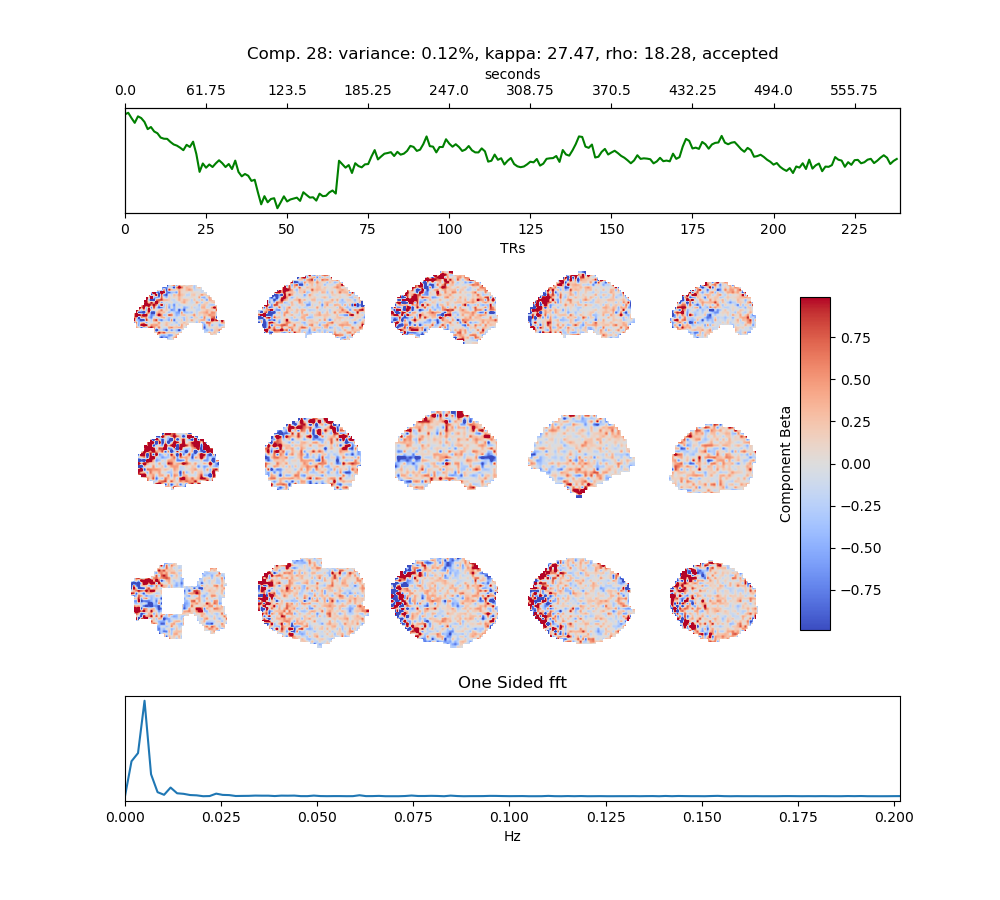 Comp. 28: variance: 0.12%, kappa: 27.47, rho: 18.28, accepted
seconds
0.0 61.75 123.5 185.25 247.0 308.75 370.5 432.25 494.0 555.75
0 25 50 75 100 125 150 175 200 225
TRs
0.75
0.50
0.25
0.00
−0.25
−0.50
−0.75
Component Beta
One Sided fft
0.000 0.025 0.050 0.075 0.100 0.125 0.150 0.175 0.200
Hz